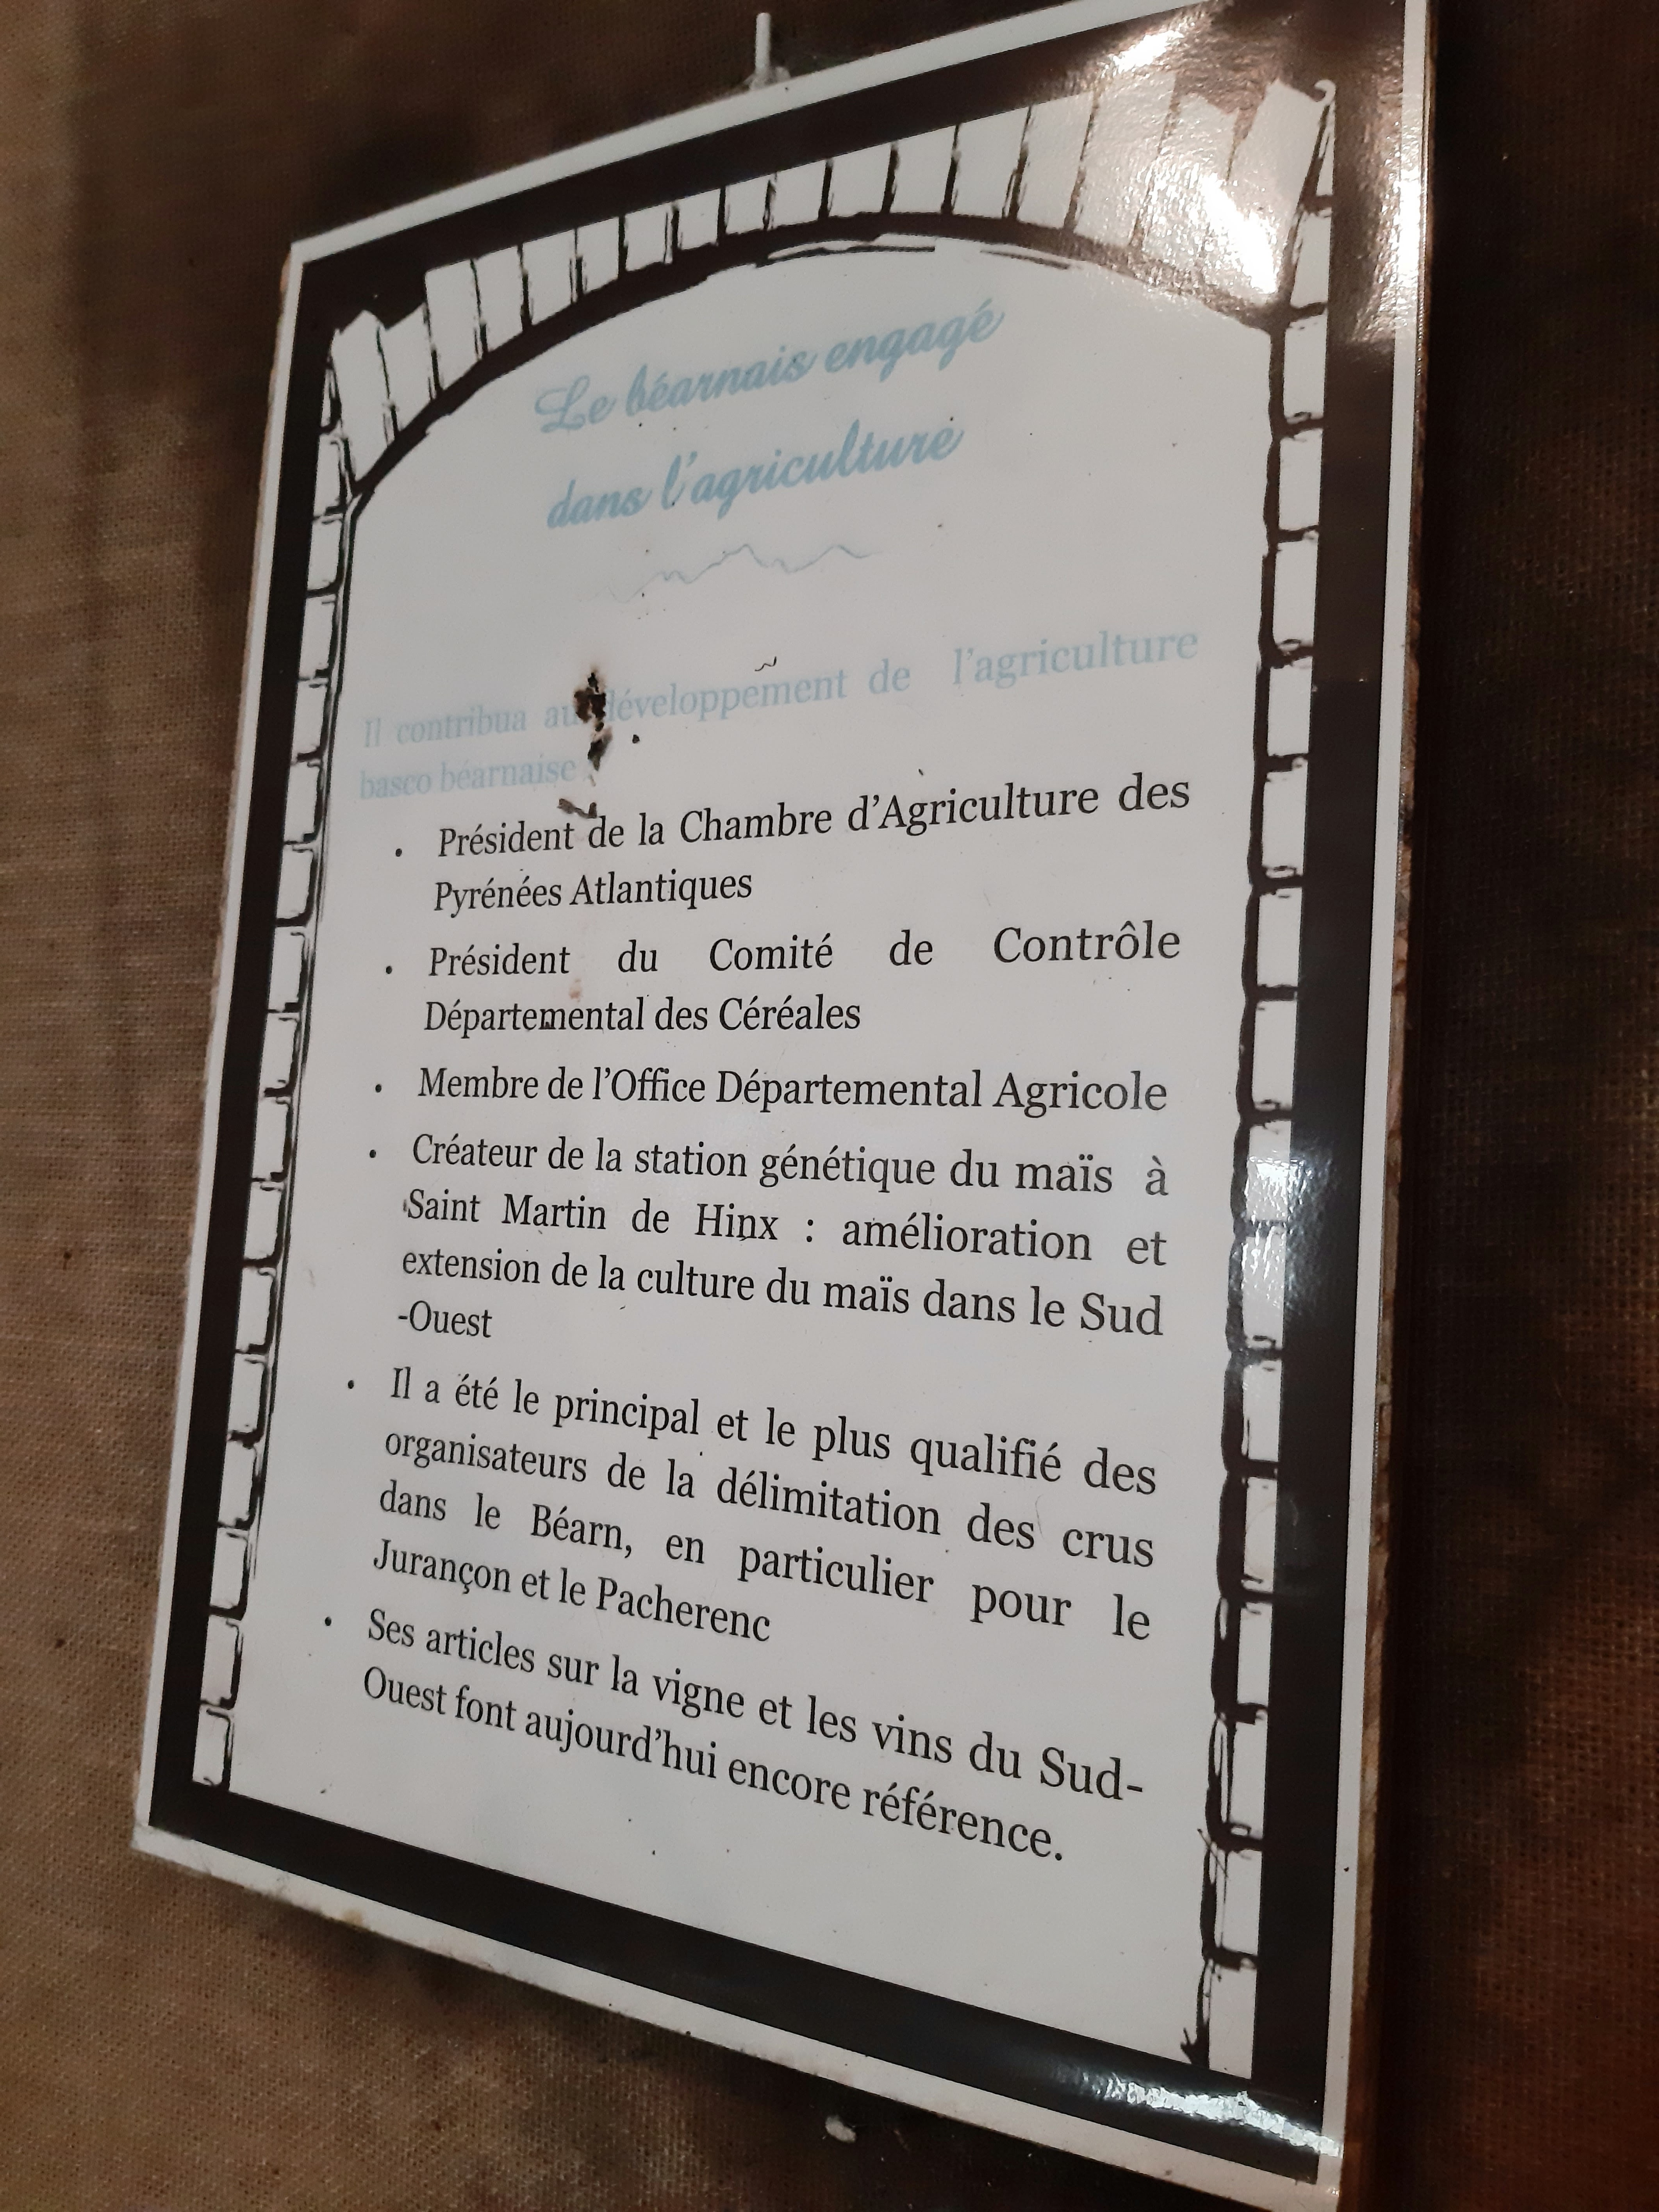 Le béarnais engagé
dans l'agriculture
Il contribua au développement de l'agriculture
basco béarnaise
. Président de la Chambre d'Agriculture des
Pyrénées Atlantiques
. Président du Comité de Contrôle
Départemental des Céréales
. Membre de l'Office Départemental Agricole
. Créateur de la station génétique du maïs à
Saint Martin de Hinx : amélioration et
extension de la culture du maïs dans le Sud
-Ouest
. Il a été le principal et le plus qualifié des
organisateurs de la délimitation des crus
dans le Béarn, en particulier pour le
Jurançon et le Pacherenc
. Ses articles sur la vigne et les vins du Sud-
Ouest font aujourd'hui encore référence.